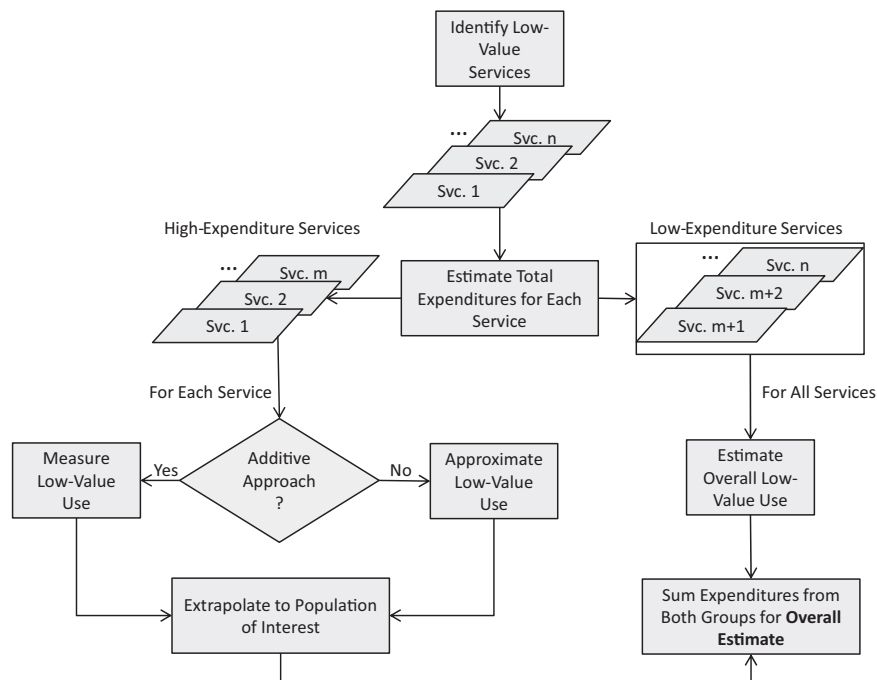 Identify Low-
Value
Services
...
Svc. n
Svc. 2
Svc. 1
High-Expenditure Services
Low-Expenditure Services
...
Svc. m
Svc. 2
Svc. 1
Estimate Total
Expenditures for Each
Service
...
Svc. n
Svc. m+2
Svc. m+1
For Each Service
For All Services
Measure
Low-Value
Use
Yes
Additive
Approach
?
No
Approximate
Low-Value
Use
Estimate
Overall Low-
Value Use
Extrapolate to Population
of Interest
Sum Expenditures from
Both Groups for Overall
Estimate